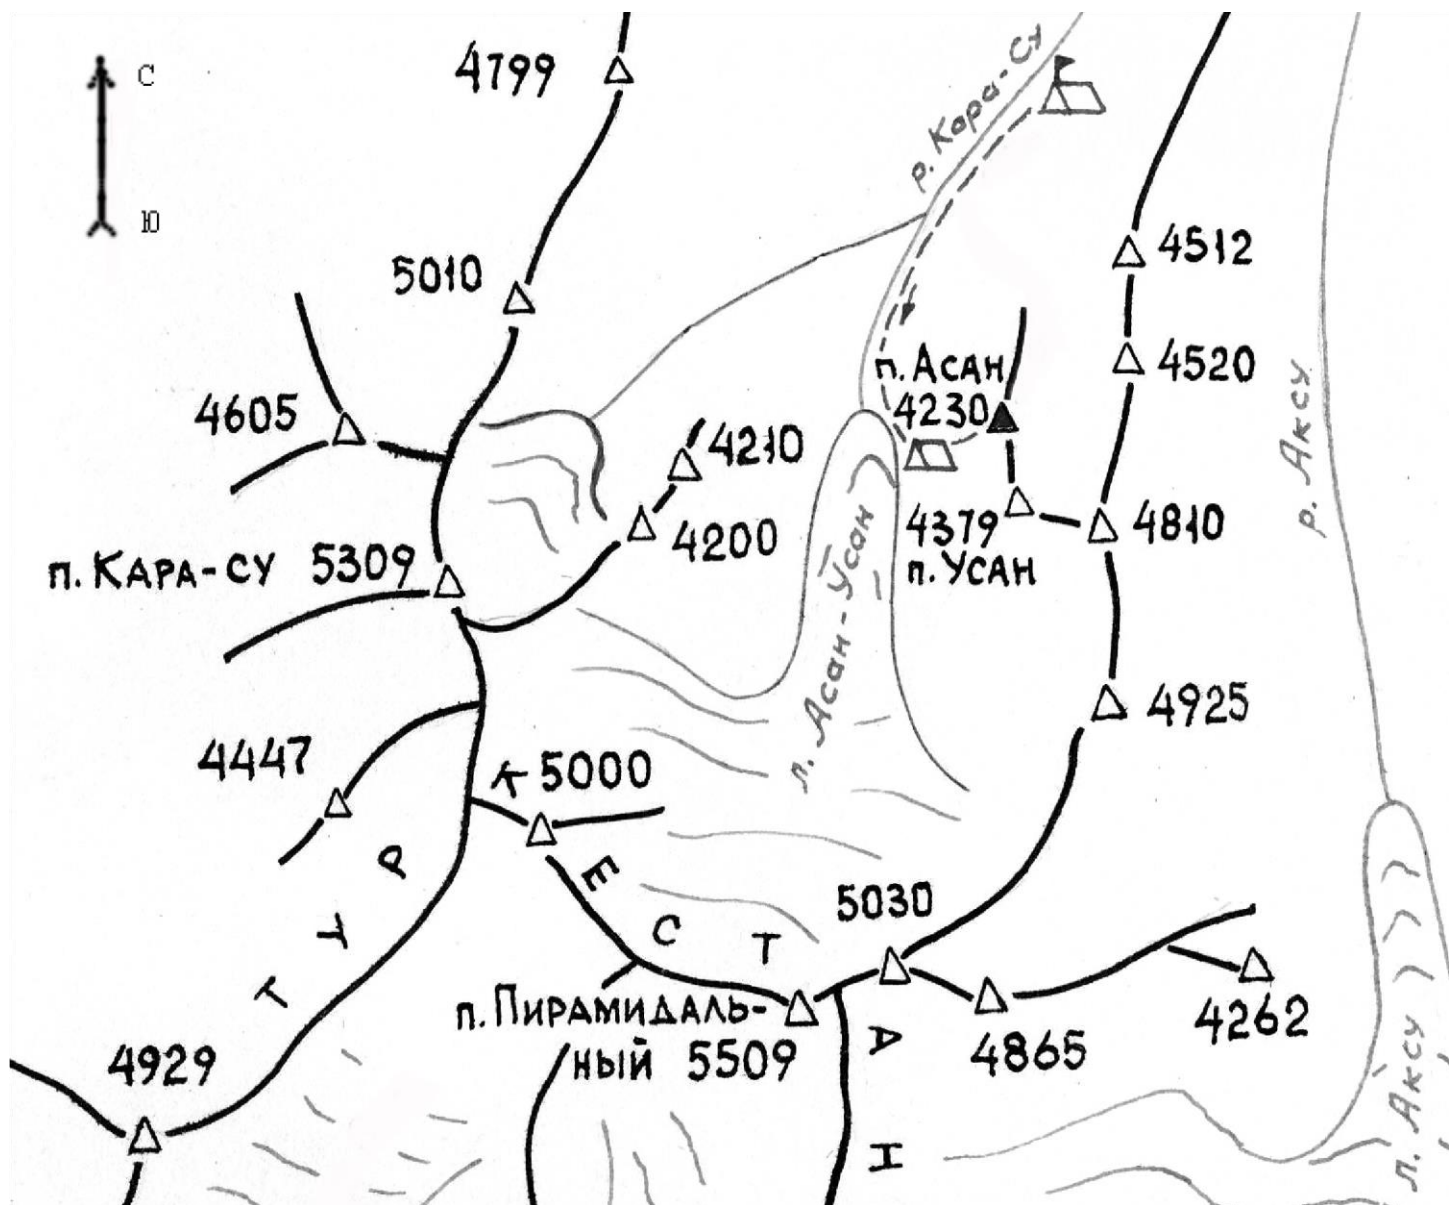 С
Ю
4799
р. Кара-Су
5010
4512
4520
п. АСАН
4230
4605
4210
4200
4379
п. УСАН
4810
р. Аксу
п. КАРА-СУ 5309
л. Асан-Усан
4925
4447
К 5000
Т У Р
Е С Т А Н
5030
п. ПИРАМИДАЛЬ-
НЫЙ 5509
4865
4262
4929
л. Аксу